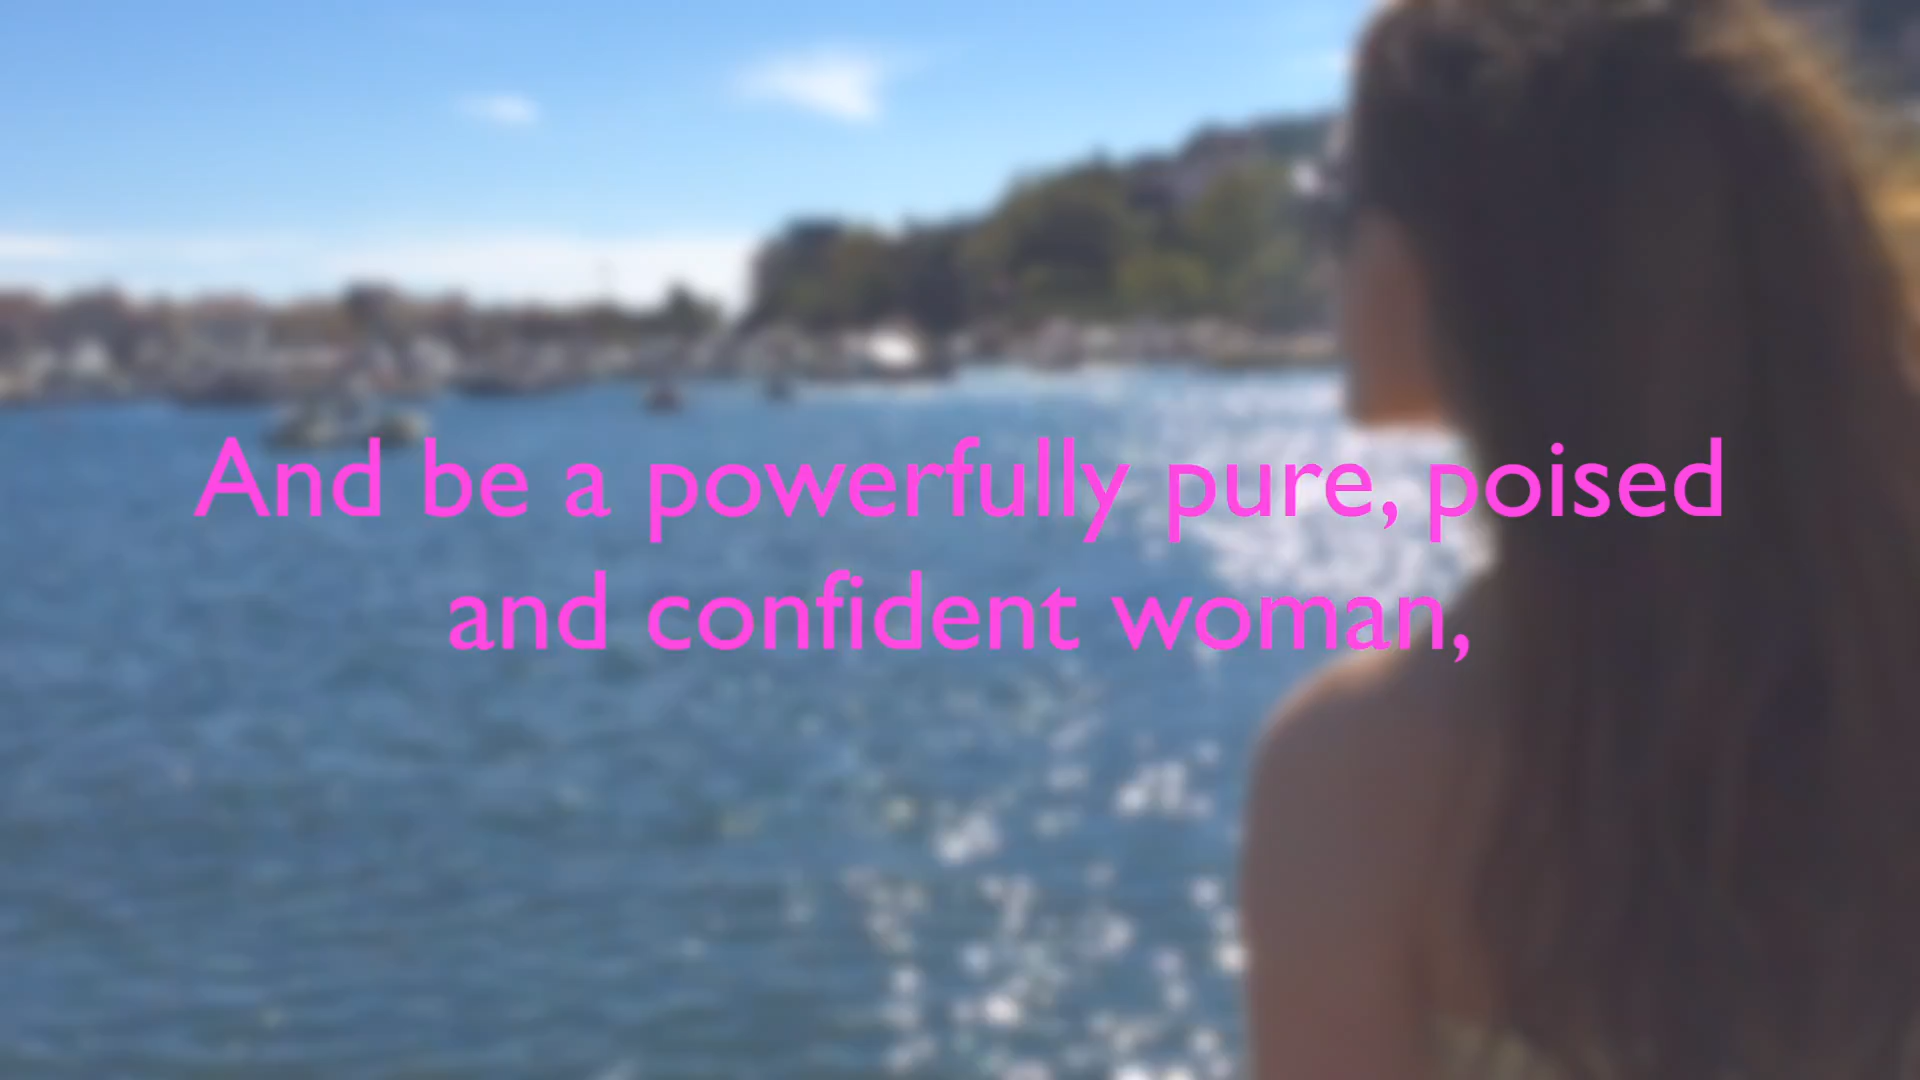 And be a powerfully pure, poised
and confident woman,